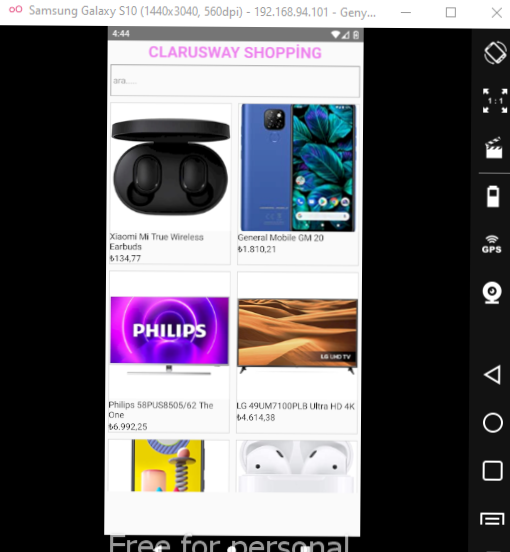 Samsung Galaxy S10 (1440x3040, 560dpi) - 192.168.94.101 - Geny...
4:44
CLARUSWAY SHOPPİNG
ara.....
Xiaomi Mi True Wireless
Earbuds
₺134,77
General Mobile GM 20
₺1.810,21
PHILIPS
LG UHD TV
Philips 58PUS8505/62 The
One
₺6.992,25
LG 49UM7100PLB Ultra HD 4K
₺4.614,38
1:1
GPS
Free for personal